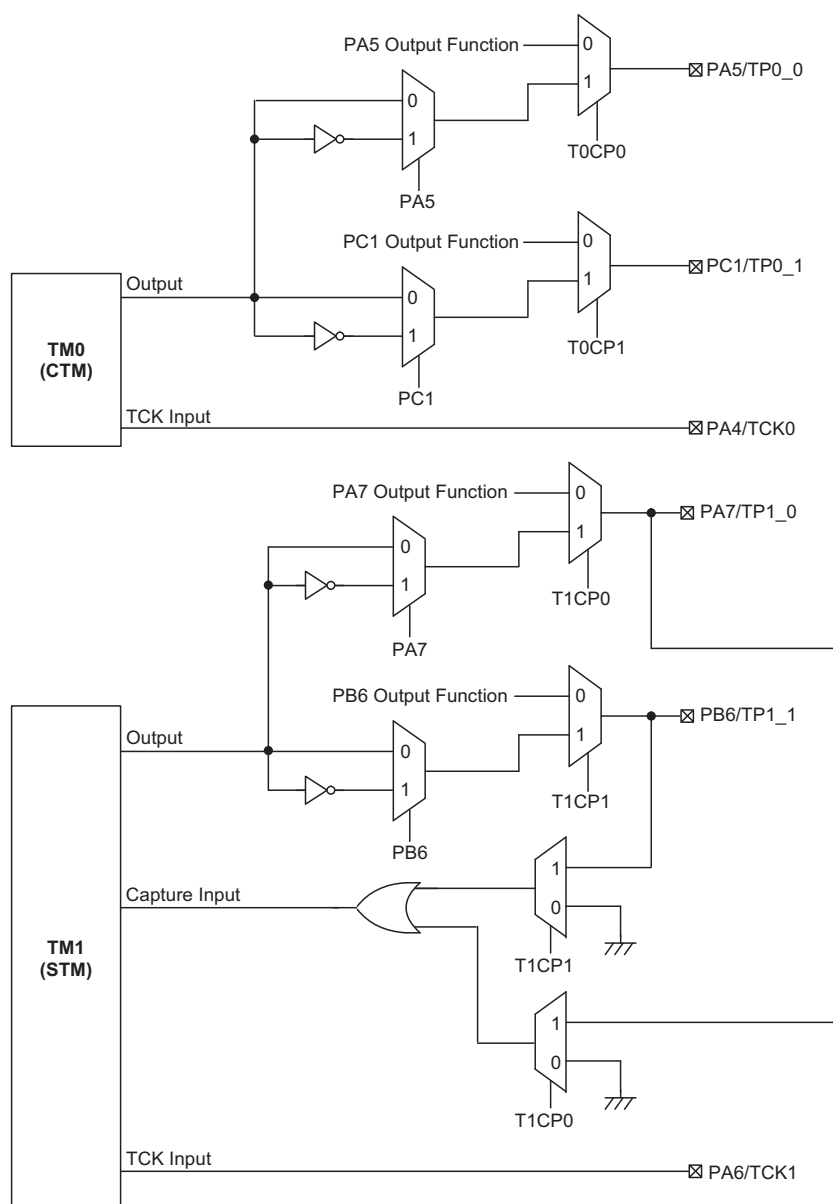 PA5 Output Function
0
PA5/TP0_0
1
0
1
T0CP0
PA5
PC1 Output Function
0
PC1/TP0_1
1
Output
0
1
T0CP1
TM0
(CTM)
PC1
TCK Input
PA4/TCK0
PA7 Output Function
0
PA7/TP1_0
1
0
1
T1CP0
PA7
PB6 Output Function
0
PB6/TP1_1
1
Output
0
1
T1CP1
PB6
1
Capture Input
0
TM1
(STM)
T1CP1
1
0
T1CP0
TCK Input
PA6/TCK1